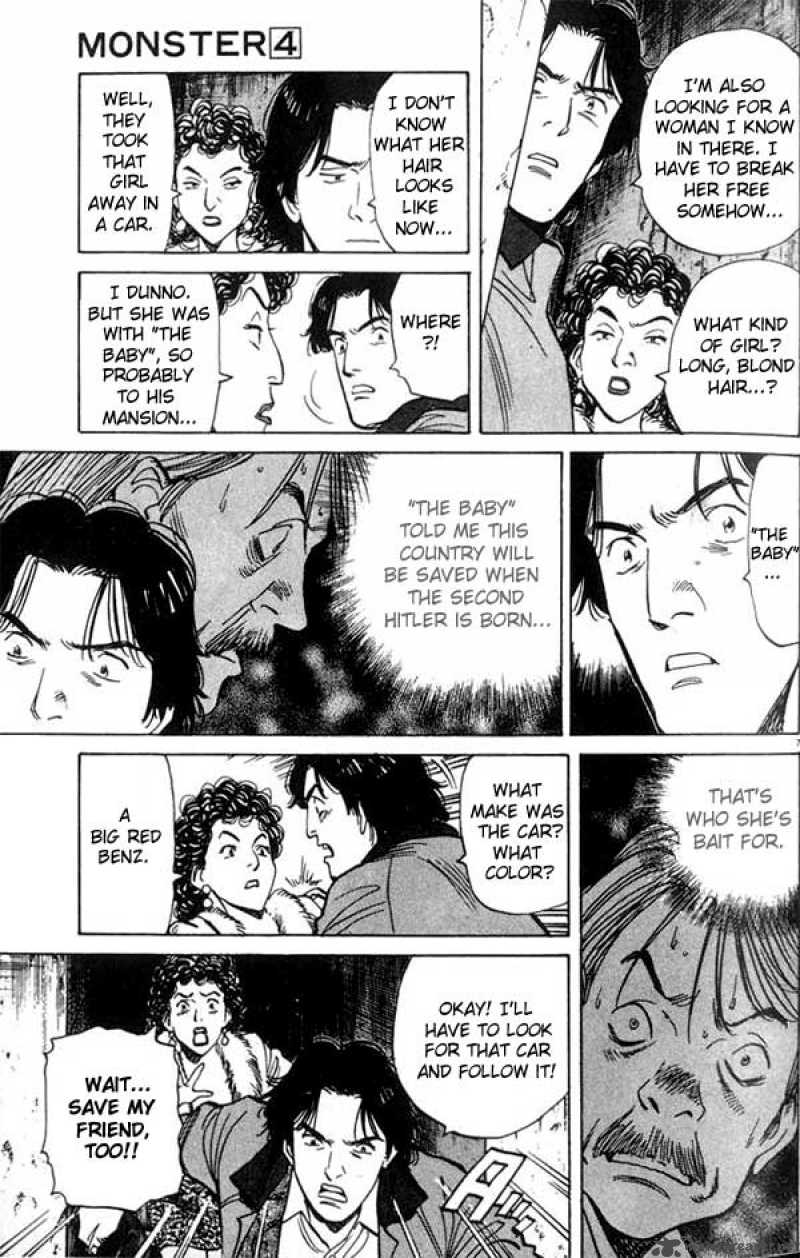 MONSTER 4
I'M ALSO
LOOKING FOR A
WOMAN I KNOW
IN THERE. I
HAVE TO BREAK
HER FREE
SOMEHOW...
WHAT KIND
OF GIRL?
LONG, BLOND
HAIR...?
I DON'T
KNOW
WHAT HER
HAIR
LOOKS
LIKE
NOW...
WELL,
THEY
TOOK
THAT
GIRL
AWAY IN
A CAR.
WHERE
?!
I DUNNO.
BUT SHE WAS
WITH "THE
BABY", SO
PROBABLY
TO HIS
MANSION...
"THE
BABY"
...
"THE BABY"
TOLD ME THIS
COUNTRY WILL
BE SAVED WHEN
THE SECOND
HITLER IS BORN...
THAT'S
WHO SHE'S
BAIT FOR.
WHAT
MAKE WAS
THE CAR?
WHAT
COLOR?
A
BIG RED
BENZ.
OKAY! I'LL
HAVE TO LOOK
FOR THAT CAR
AND FOLLOW IT!
WAIT...
SAVE MY
FRIEND,
TOO!!